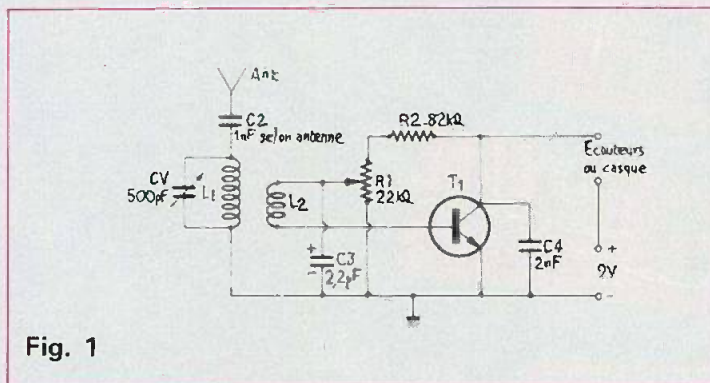 Ant
C2
1nF selon antenne
R2-82kΩ
Ecouteurs
ou casque
CV
500pF
L1
L2
R1
22kΩ
T1
C3
2,2µF
C4
2nF
+
9V
-
+
-
Fig. 1